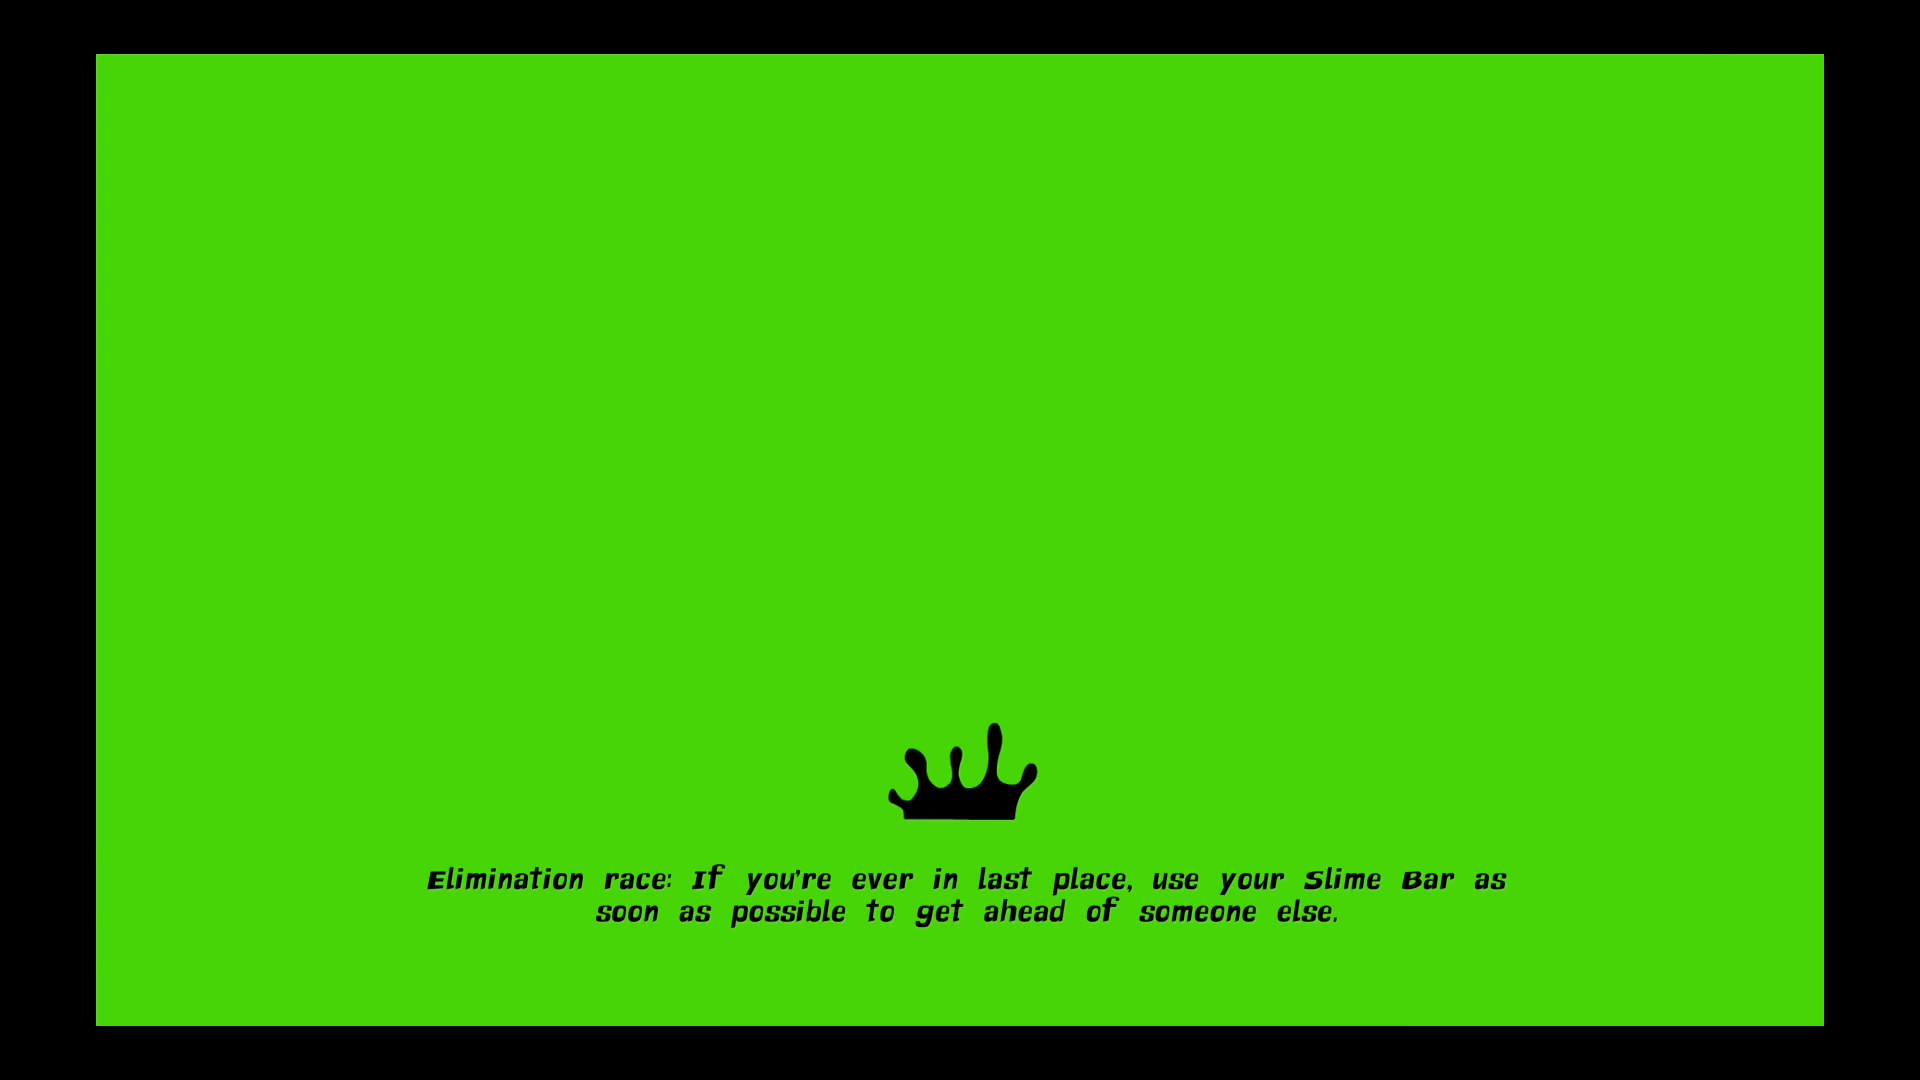 Elimination race: If you're ever in last place, use your Slime Bar as
soon as possible to get ahead of someone else.